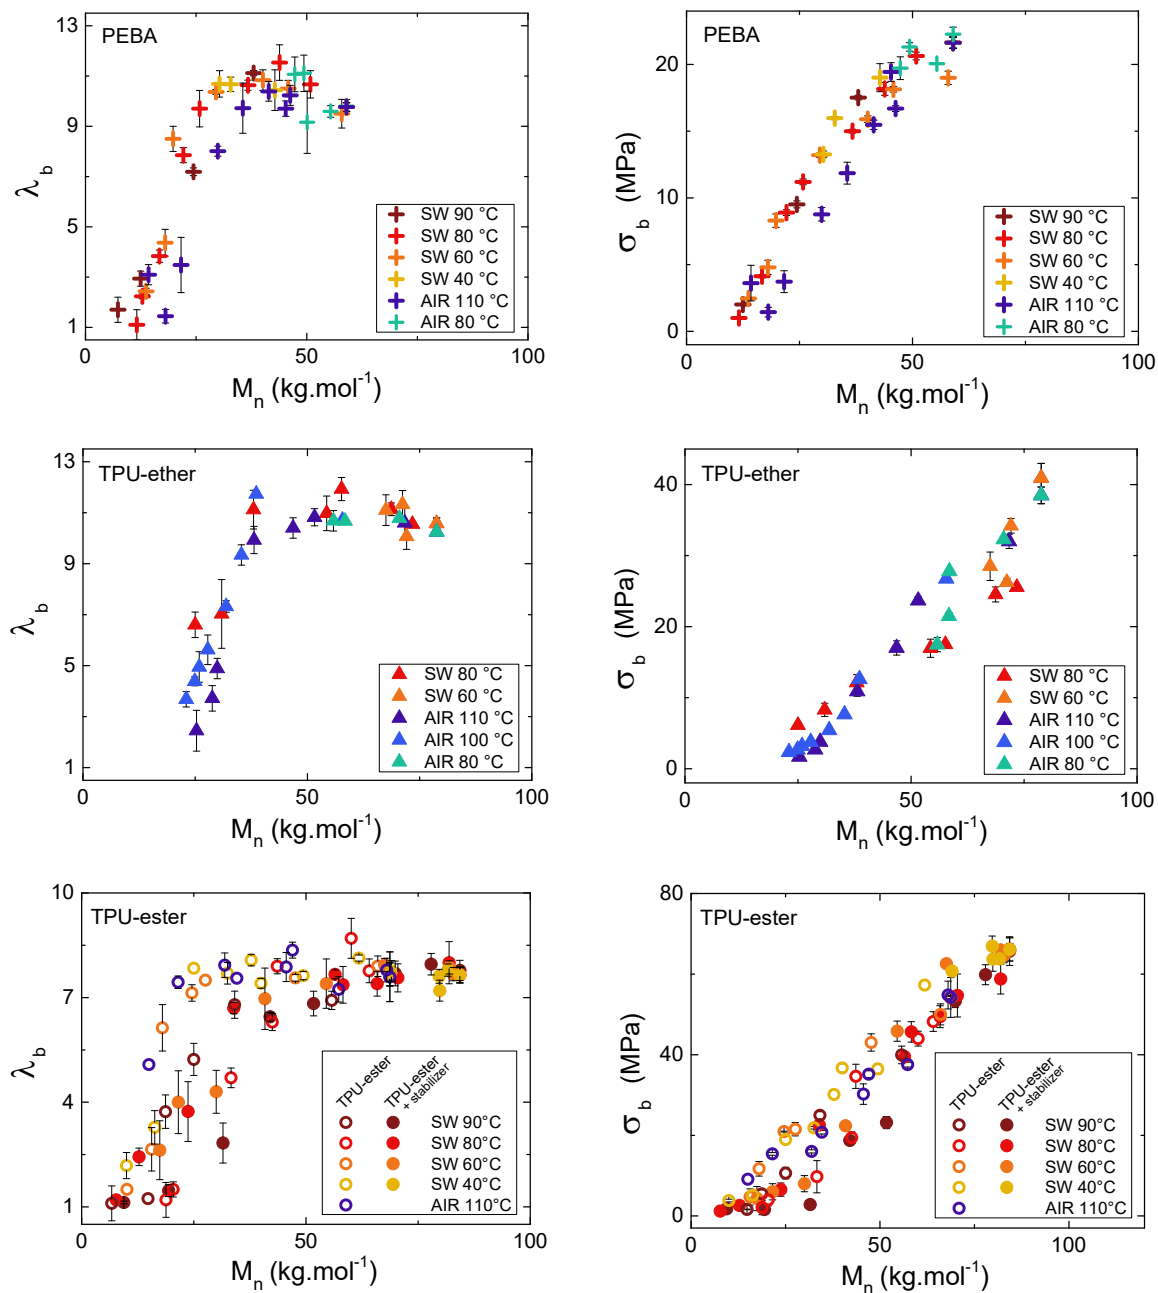 PEBA
13
9
5
1
λb
SW 90 °C
SW 80 °C
SW 60 °C
SW 40 °C
AIR 110 °C
AIR 80 °C
0
50
100
Mn (kg.mol-1)
PEBA
20
10
0
σb (MPa)
SW 90 °C
SW 80 °C
SW 60 °C
SW 40 °C
AIR 110 °C
AIR 80 °C
0
50
100
Mn (kg.mol-1)
TPU-ether
13
9
5
1
λb
SW 80 °C
SW 60 °C
AIR 110 °C
AIR 100 °C
AIR 80 °C
0
50
100
Mn (kg.mol-1)
TPU-ether
40
20
0
σb (MPa)
SW 80 °C
SW 60 °C
AIR 110 °C
AIR 100 °C
AIR 80 °C
0
50
100
Mn (kg.mol-1)
TPU-ester
10
7
4
1
λb
TPU-ester
TPU-ester
+ stabilizer
SW 90°C
SW 80°C
SW 60°C
SW 40°C
AIR 110°C
0
50
100
Mn (kg.mol-1)
TPU-ester
80
40
0
σb (MPa)
TPU-ester
TPU-ester
+ stabilizer
SW 90°C
SW 80°C
SW 60°C
SW 40°C
AIR 110°C
0
50
100
Mn (kg.mol-1)